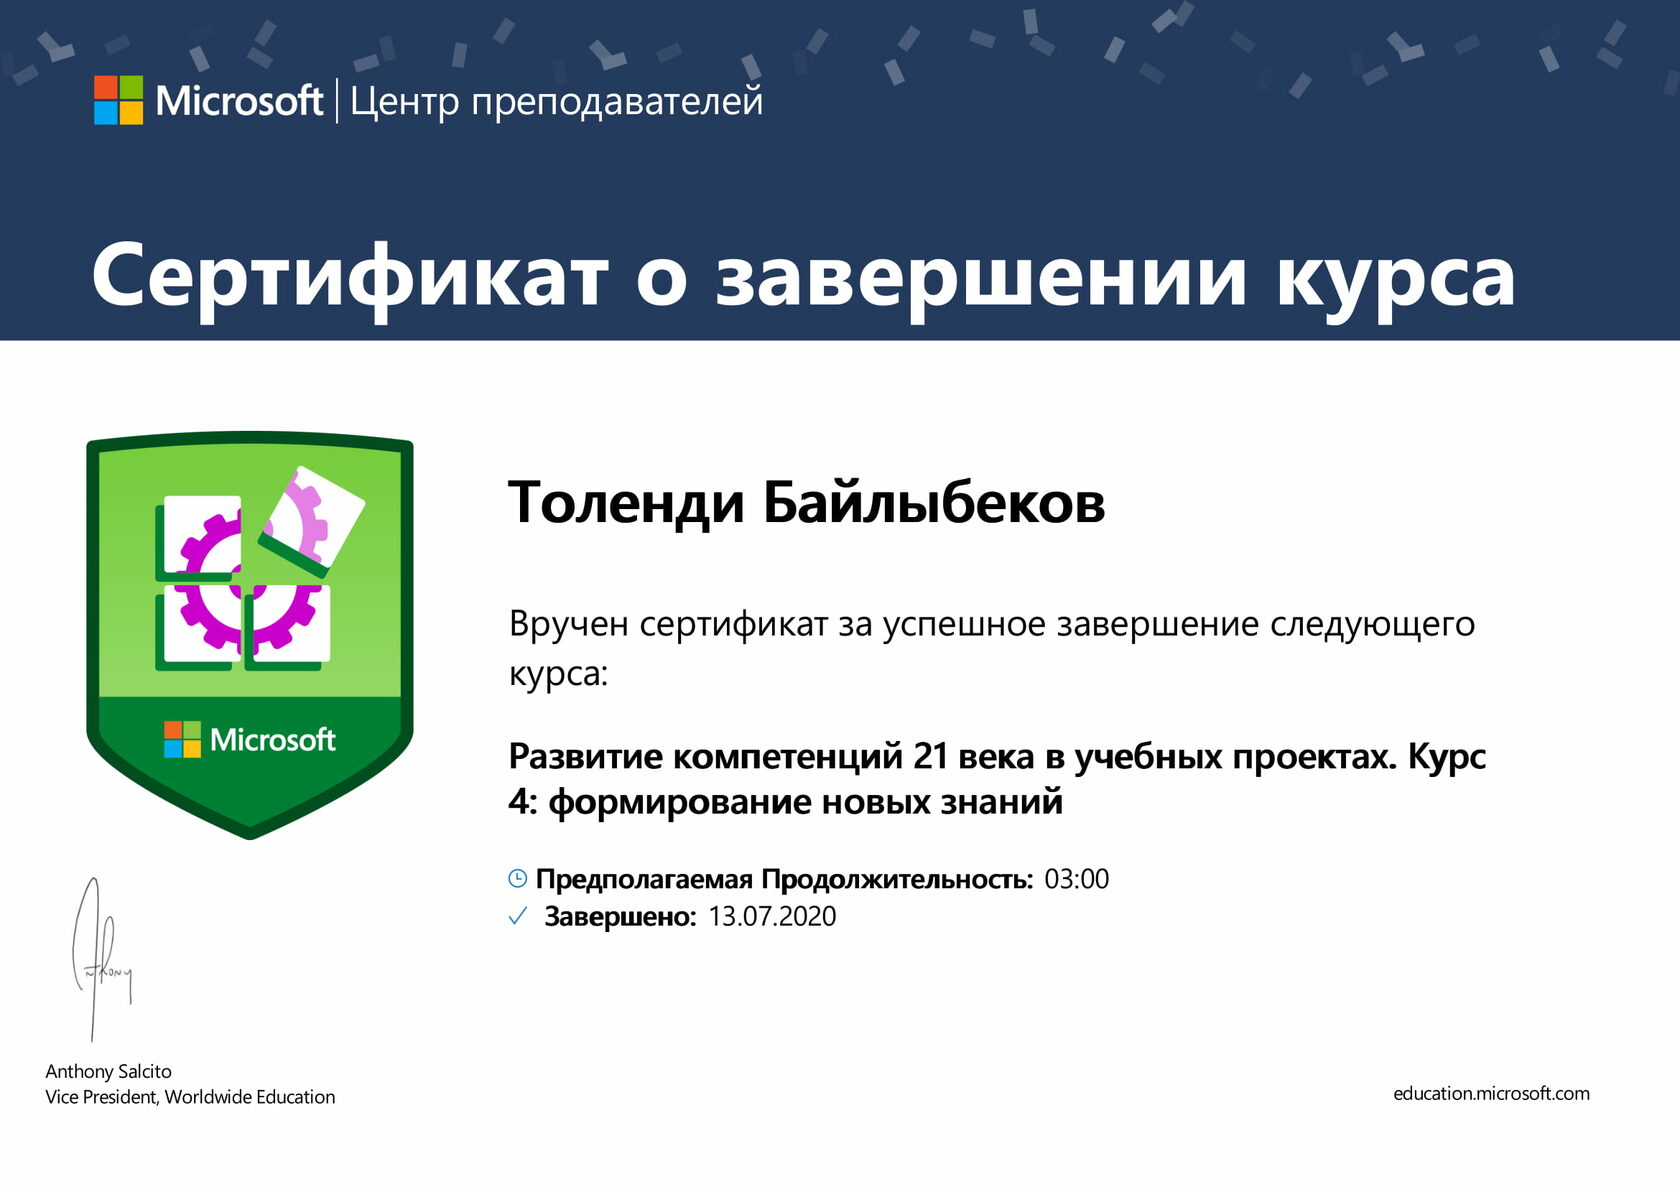 Microsoft | Центр преподавателей
Сертификат о завершении курса
Толенди Байлыбеков
Вручен сертификат за успешное завершение следующего
курса:
Развитие компетенций 21 века в учебных проектах. Курс
4: формирование новых знаний
Microsoft
Предполагаемая Продолжительность: 03:00
Завершено: 13.07.2020
Anthony
Anthony Salcito
Vice President, Worldwide Education
education.microsoft.com